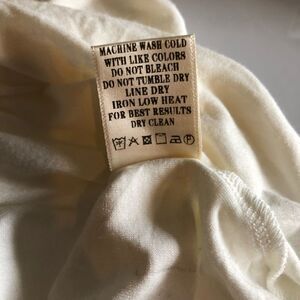 MACHINE WASH COLD
WITH LIKE COLORS
DO NOT BLEACH
DO NOT TUMBLE DRY
LINE DRY
IRON LOW HEAT
FOR BEST RESULTS
DRY CLEAN